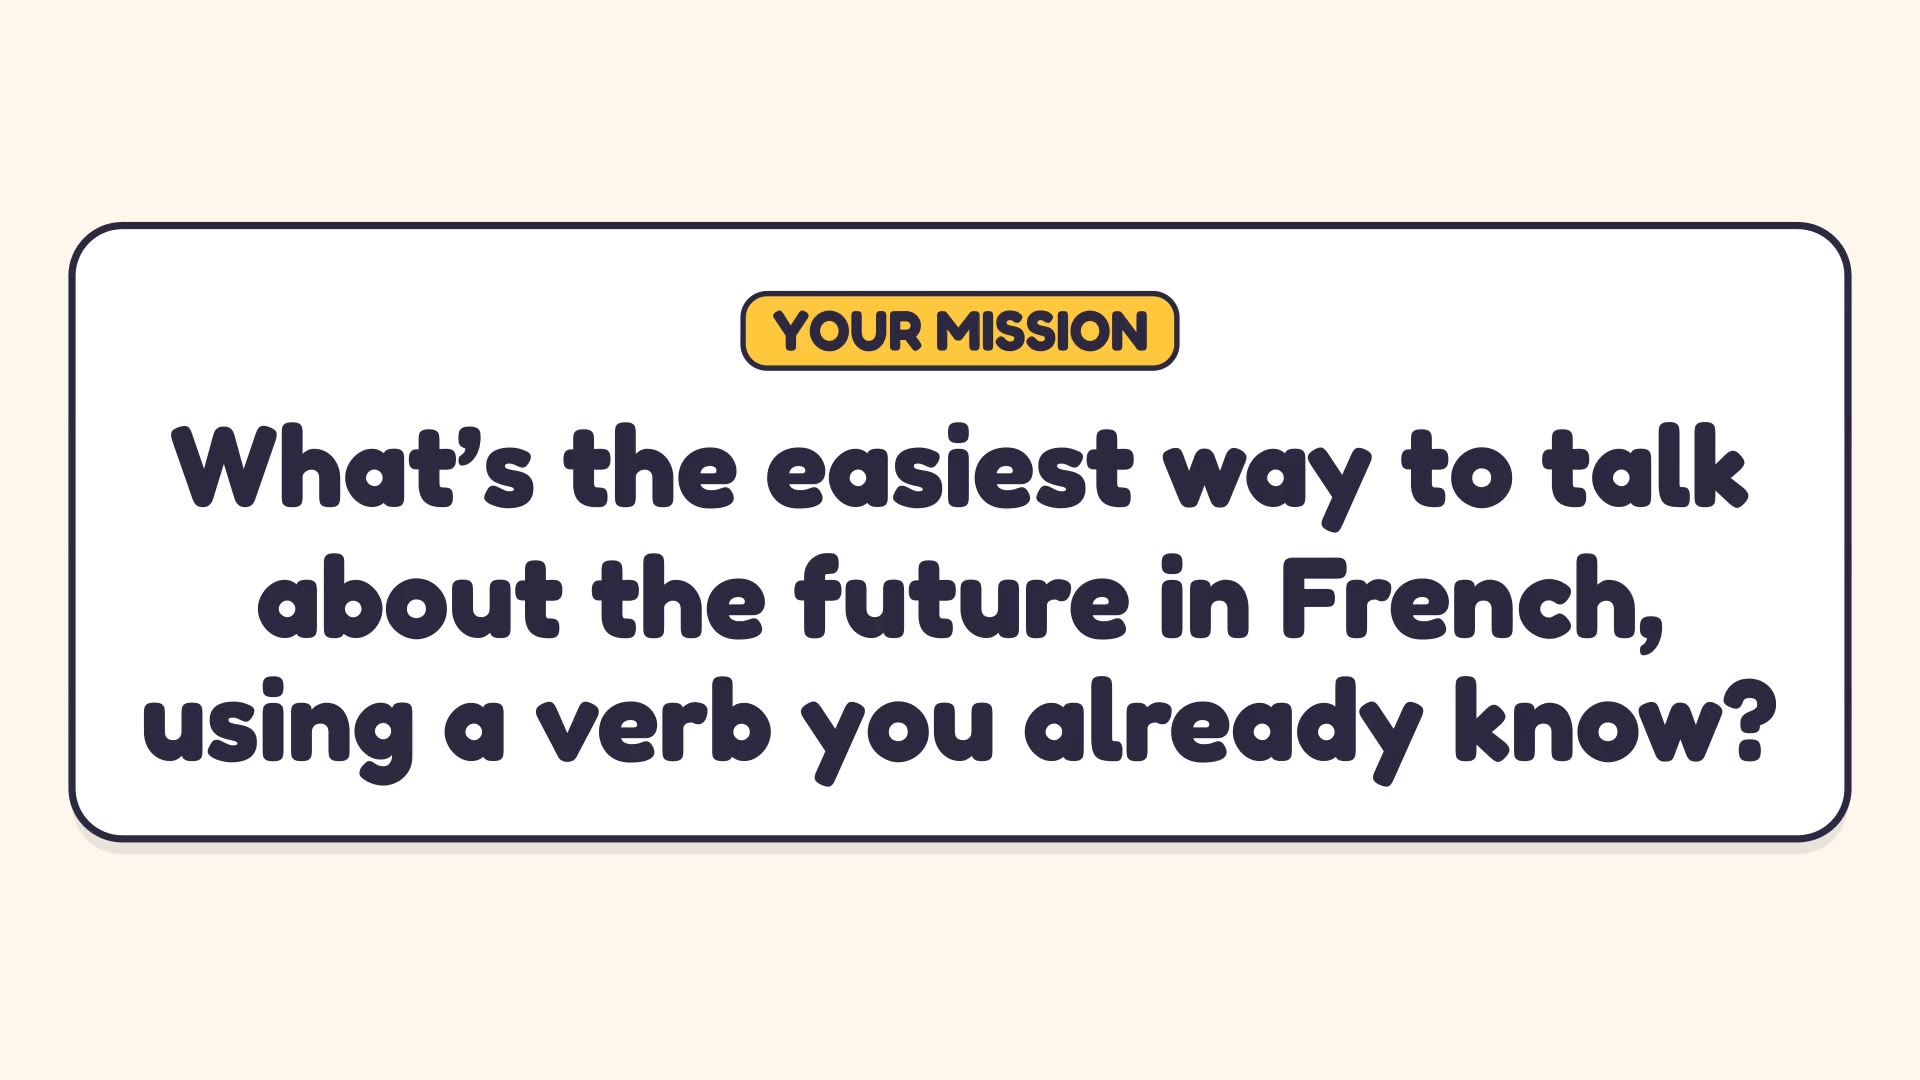 YOUR MISSION
What’s the easiest way to talk
about the future in French,
using a verb you already know?